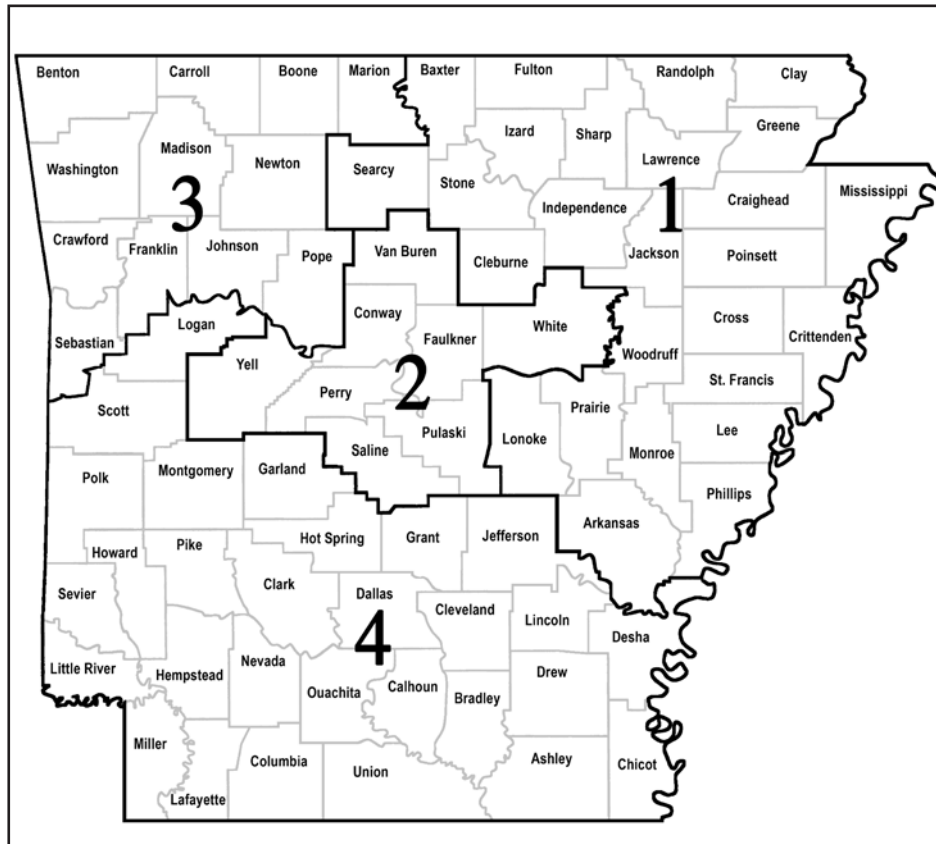 Benton Carroll Boone Marion Baxter Fulton Randolph Clay
Greene
Izard Sharp
Madison
Washington Newton Searcy Lawrence
Stone
Mississippi
3 Independence 1 Craighead
Crawford Franklin Johnson
Pope Van Buren Cleburne Jackson Poinsett
Conway
Logan White Cross
Sebastian Faulkner Crittenden
Yell Woodruff
2 St. Francis
Perry
Scott Prairie
Pulaski Lonoke Lee
Saline Monroe
Polk Montgomery Garland
Phillips
Arkansas
Hot Spring Grant Jefferson
Howard Pike
Clark
Sevier Dallas
Cleveland Lincoln
4 Desha
Little River Hempstead Nevada
Ouachita Calhoun Drew
Bradley
Miller
Columbia Ashley
Union Chicot
Lafayette